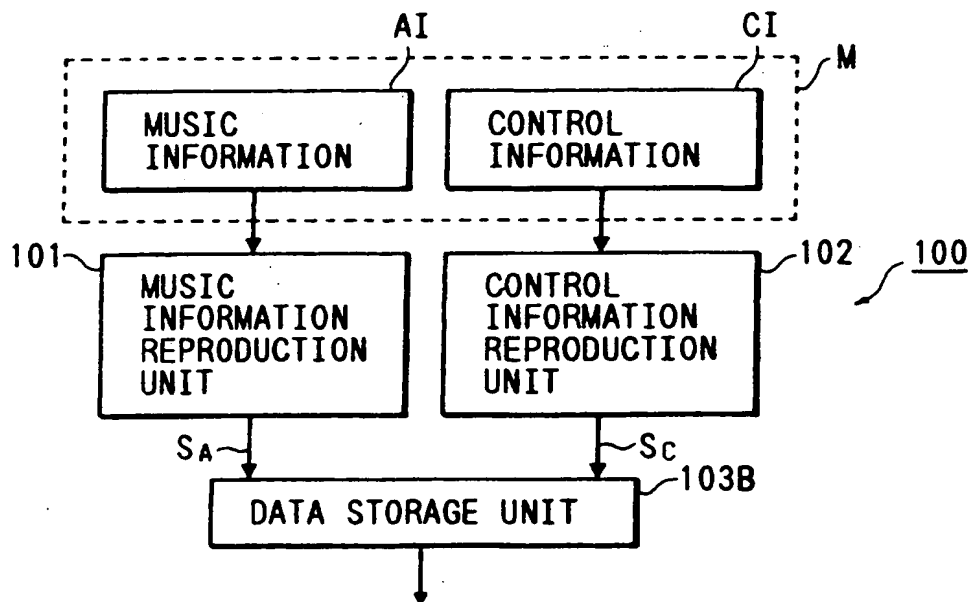 AI
CI
M
MUSIC
INFORMATION
CONTROL
INFORMATION
101
102
100
MUSIC
INFORMATION
REPRODUCTION
UNIT
CONTROL
INFORMATION
REPRODUCTION
UNIT
SA
SC
103B
DATA STORAGE UNIT